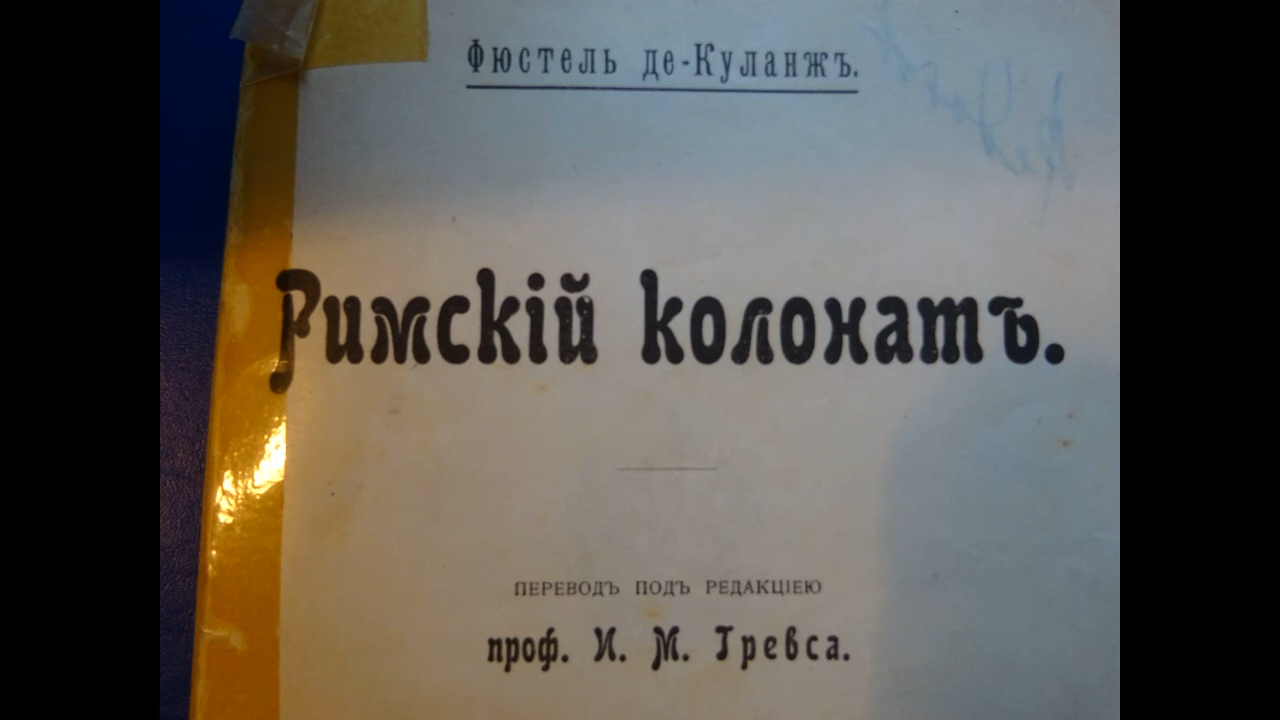 Фюстель де-Куланжъ.
Римскій колонатъ.
ПЕРЕВОДЪ ПОДЪ РЕДАКЦІЕЮ
проф. И. М. Гревса.